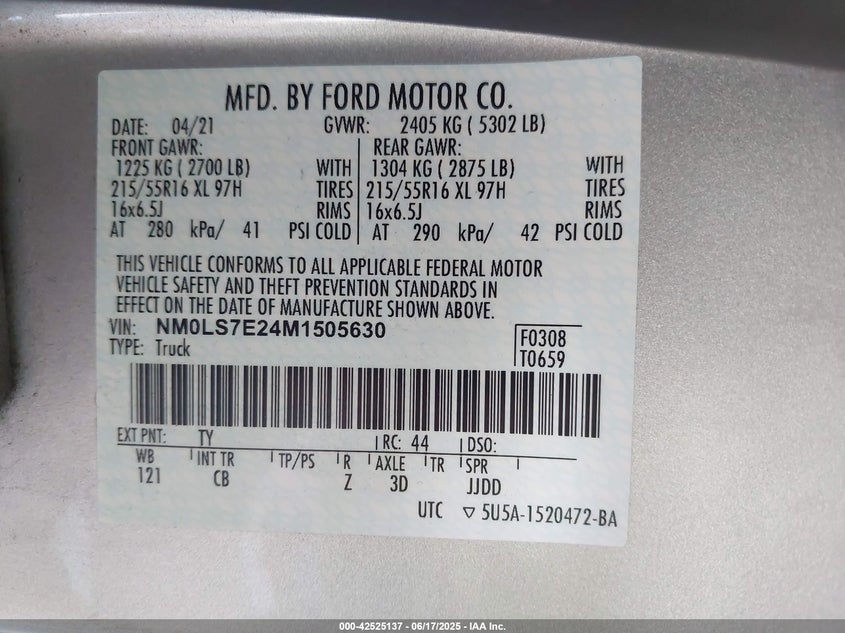 MFD. BY FORD MOTOR CO.
DATE: 04/21 GVWR: 2405 KG ( 5302 LB)
FRONT GAWR: REAR GAWR:
1225 KG ( 2700 LB) WITH 1304 KG ( 2875 LB) WITH
215/55R16 XL 97H TIRES 215/55R16 XL 97H TIRES
16x6.5J RIMS 16x6.5J RIMS
AT 280 kPa/ 41 PSI COLD AT 290 kPa/ 42 PSI COLD
THIS VEHICLE CONFORMS TO ALL APPLICABLE FEDERAL MOTOR
VEHICLE SAFETY AND THEFT PREVENTION STANDARDS IN
EFFECT ON THE DATE OF MANUFACTURE SHOWN ABOVE.
VIN: NM0LS7E24M1505630 F0308
TYPE: Truck T0659
EXT PNT: TY RC: 44 DSO:
WB INT TR TP/PS R AXLE TR SPR
121 CB Z 3D JJDD
UTC ▽ 5U5A-1520472-BA
000-42525137 - 06/17/2025 - IAA Inc.